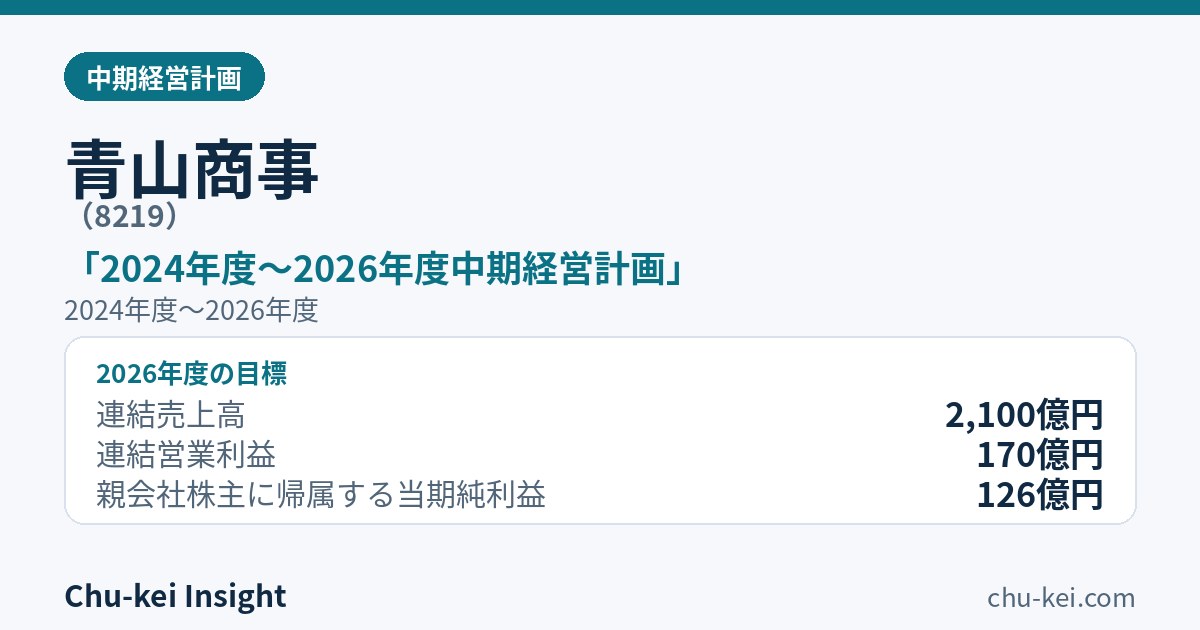 中期経営計画
青山商事
（8219）
「2024年度～2026年度中期経営計画」
2024年度～2026年度
2026年度の目標
連結売上高 2,100億円
連結営業利益 170億円
親会社株主に帰属する当期純利益 126億円
Chu-kei Insight chu-kei.com